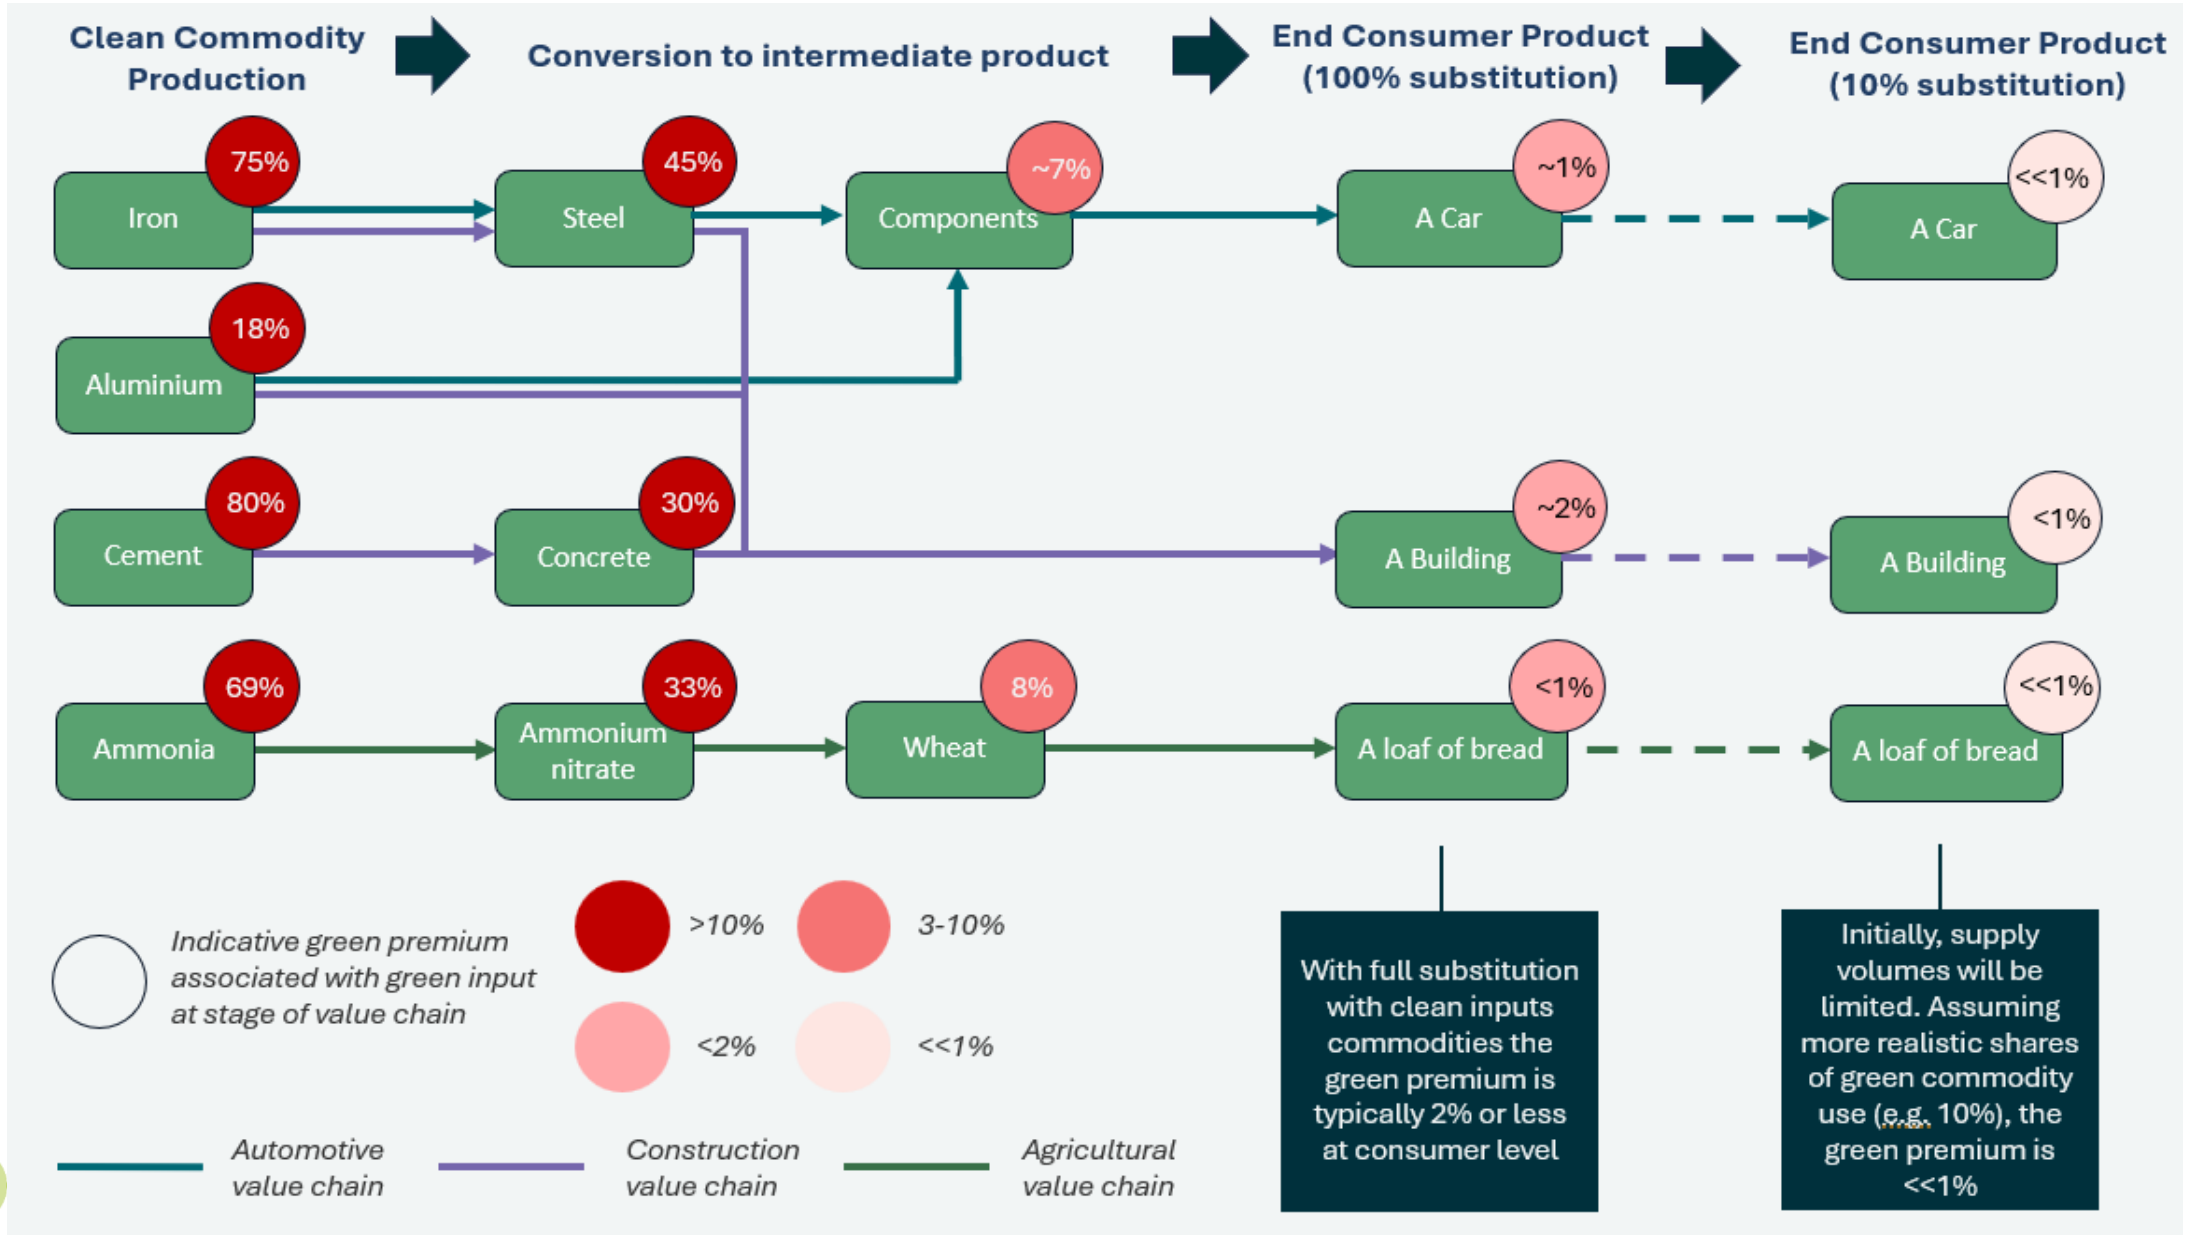 Clean Commodity
Production
Conversion to intermediate product
End Consumer Product
(100% substitution)
End Consumer Product
(10% substitution)
75%
Iron
45%
Steel
~7%
Components
~1%
A Car
<<1%
A Car
18%
Aluminium
80%
Cement
30%
Concrete
~2%
A Building
<1%
A Building
69%
Ammonia
33%
Ammonium
nitrate
8%
Wheat
<1%
A loaf of bread
<<1%
A loaf of bread
Indicative green premium
associated with green input
at stage of value chain
>10%
3-10%
<2%
<<1%
Automotive
value chain
Construction
value chain
Agricultural
value chain
With full substitution
with clean inputs
commodities the
green premium is
typically 2% or less
at consumer level
Initially, supply
volumes will be
limited. Assuming
more realistic shares
of green commodity
use (e.g. 10%), the
green premium is
<<1%